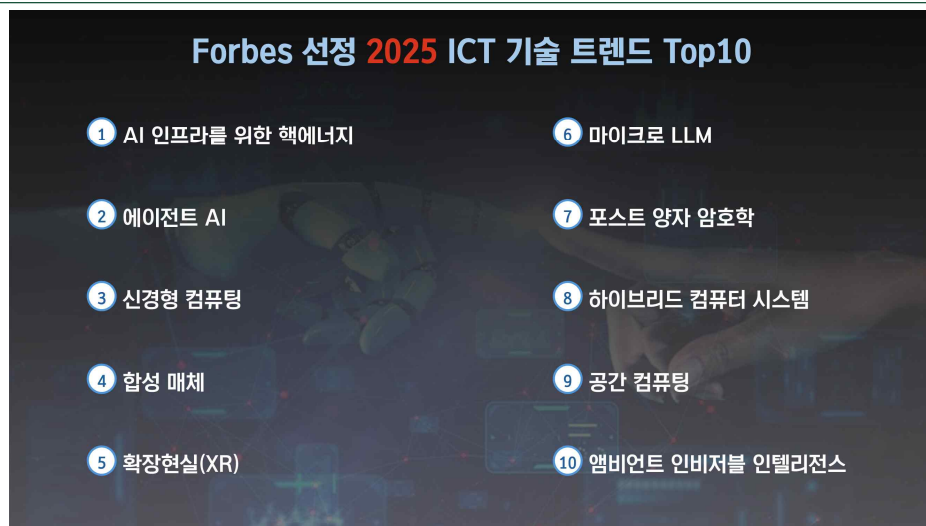 Forbes 선정 2025 ICT 기술 트렌드 Top10
1 AI 인프라를 위한 핵에너지
2 에이전트 AI
3 신경형 컴퓨팅
4 합성 매체
5 확장현실(XR)
6 마이크로 LLM
7 포스트 양자 암호학
8 하이브리드 컴퓨터 시스템
9 공간 컴퓨팅
10 앰비언트 인비저블 인텔리전스